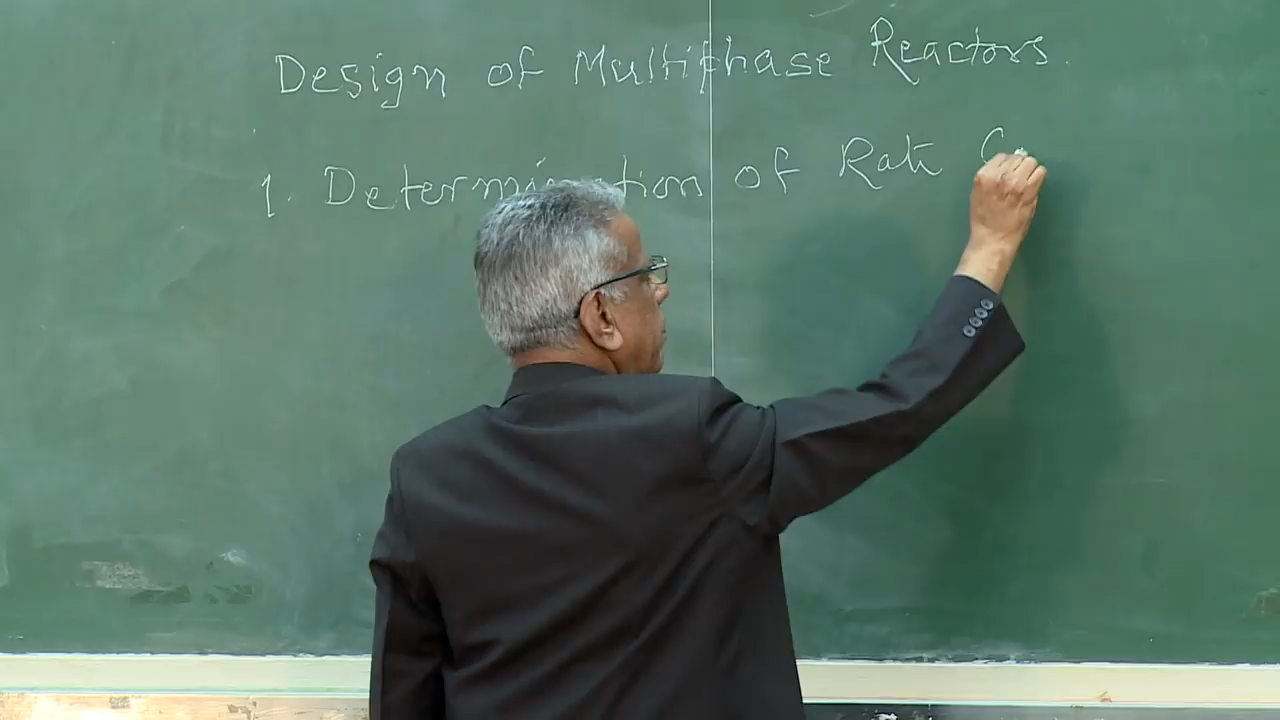 Design of Multiphase Reactors.
1. Determination of Rate C